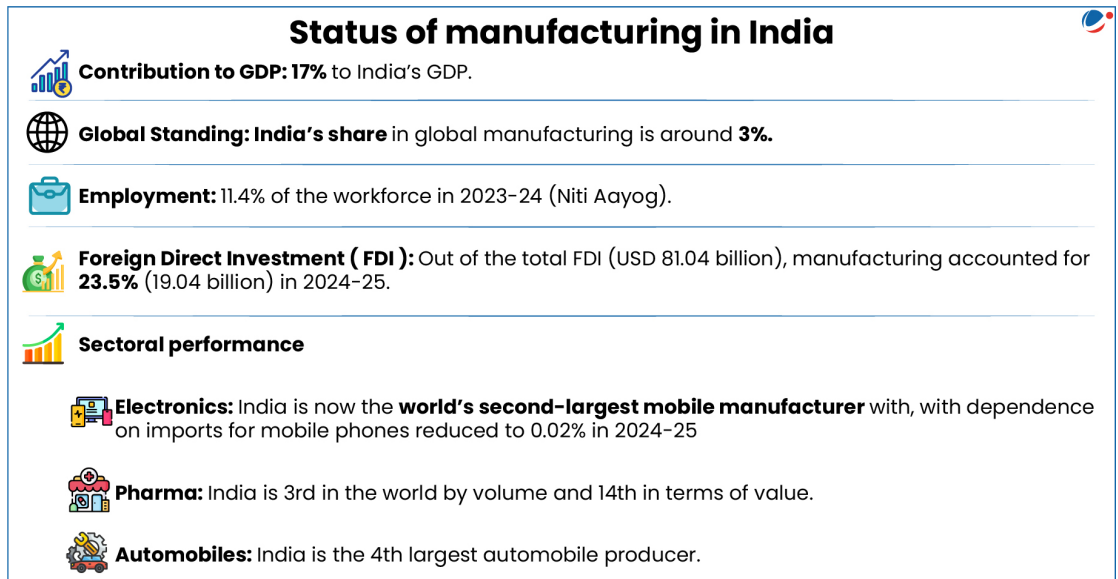 Status of manufacturing in India
Contribution to GDP: 17% to India’s GDP.
Global Standing: India’s share in global manufacturing is around 3%.
Employment: 11.4% of the workforce in 2023-24 (Niti Aayog).
Foreign Direct Investment ( FDI ): Out of the total FDI (USD 81.04 billion), manufacturing accounted for
23.5% (19.04 billion) in 2024-25.
Sectoral performance
Electronics: India is now the world’s second-largest mobile manufacturer with, with dependence
on imports for mobile phones reduced to 0.02% in 2024-25
Pharma: India is 3rd in the world by volume and 14th in terms of value.
Automobiles: India is the 4th largest automobile producer.